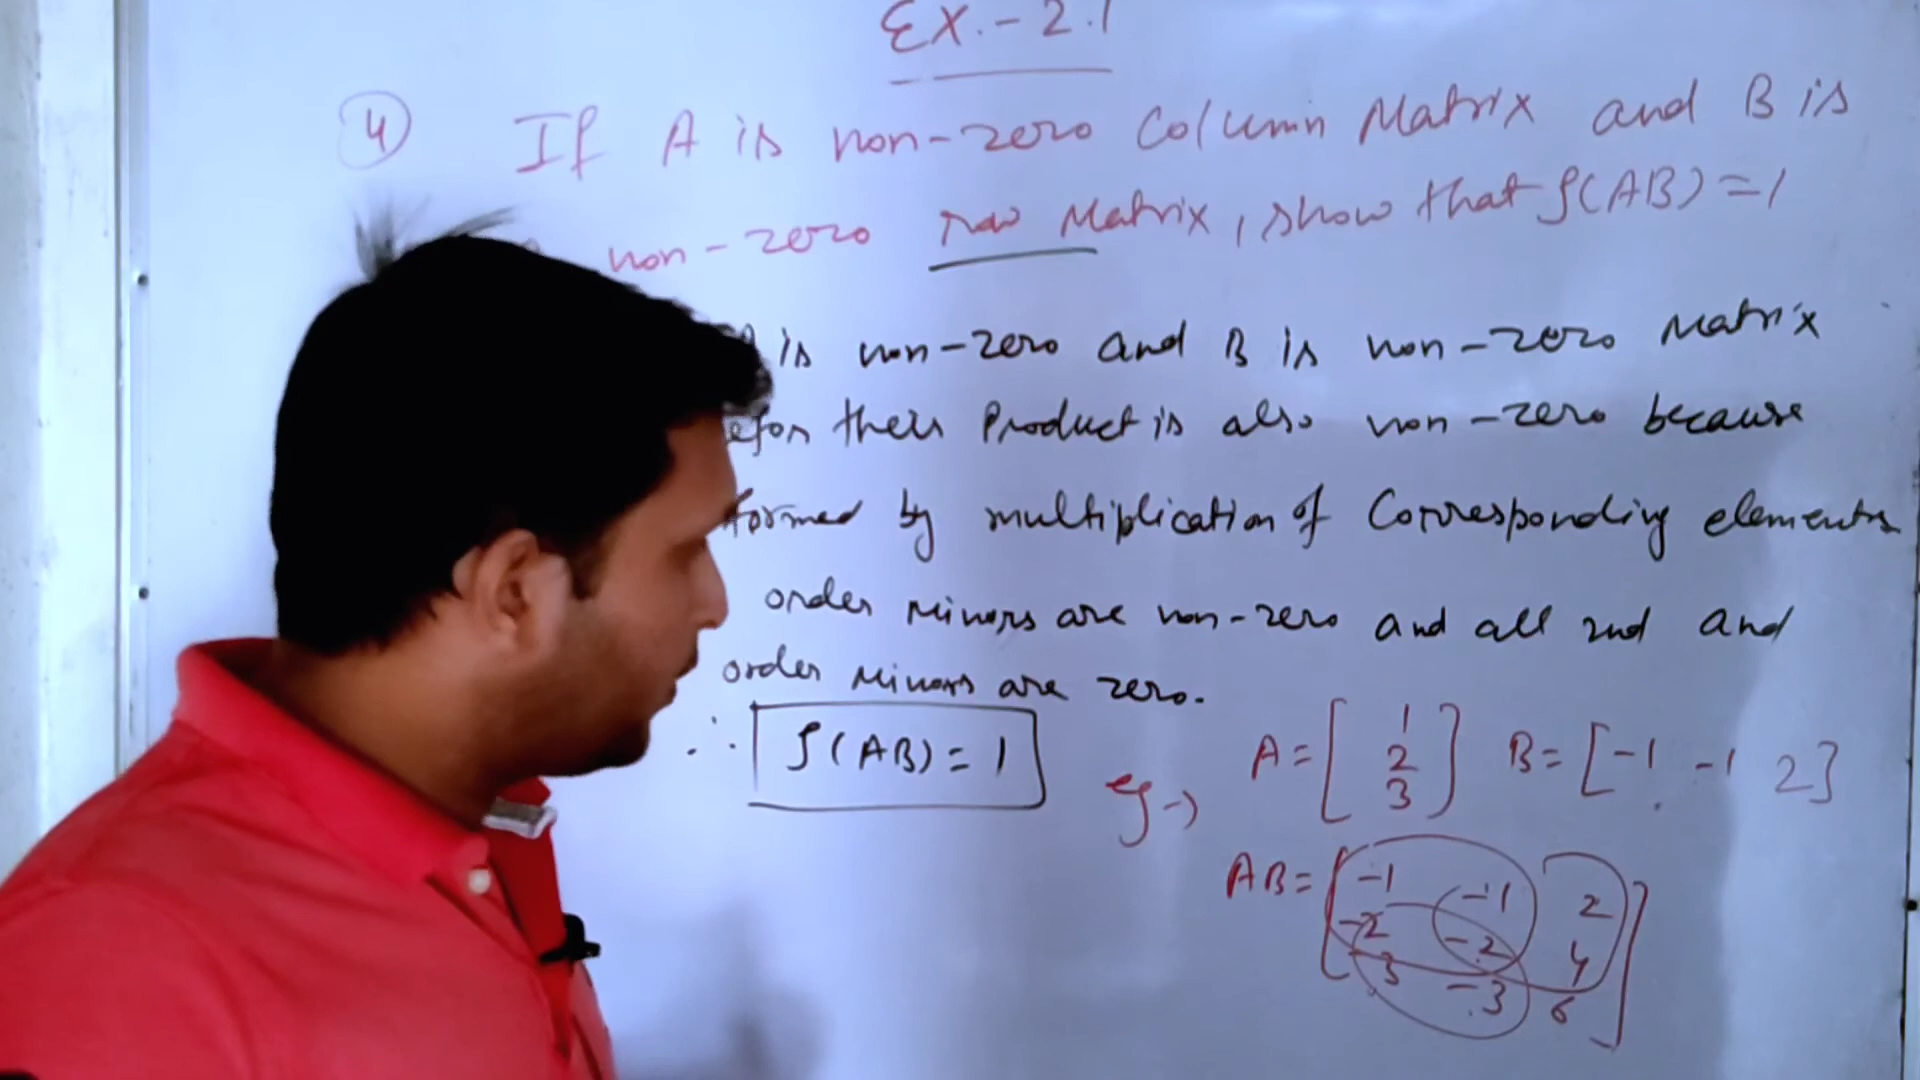 Ex.-2.1
④ If A is non-zero Column Matrix and B is
non-zero row Matrix, show that ρ(AB)=1
is non-zero and B is non-zero Matrix
their Product is also non-zero because
formed by multiplication of Corresponding elements
order minors are non-zero and all 2nd and
order minors are zero.
∴ ρ(AB)=1
eg→ A=[1 2 3] B=[-1 -1 2]
AB=[-1 -1 2
-2 -2 4
-3 -3 6]